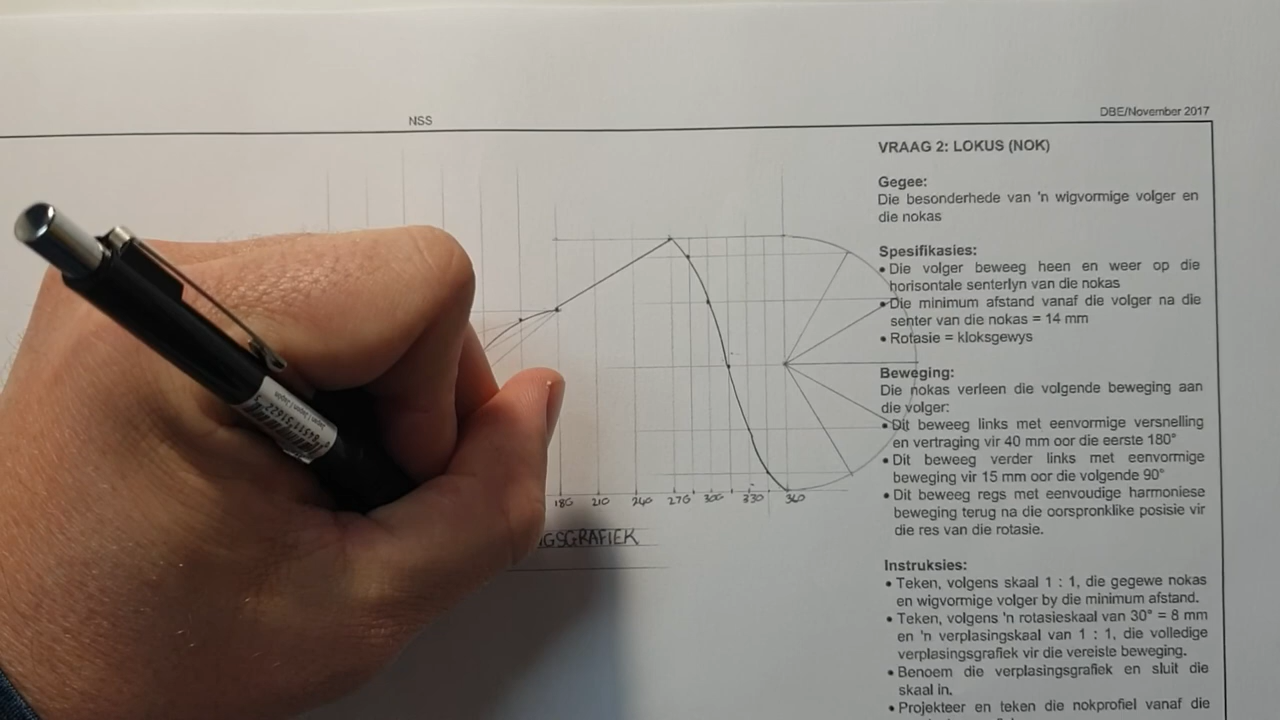 NSS
DBE/November 2017
VRAAG 2: LOKUS (NOK)
Gegee:
Die besonderhede van 'n wigvormige volger en
die nokas
Spesifikasies:
• Die volger beweeg heen en weer op die
horisontale senterlyn van die nokas
• Die minimum afstand vanaf die volger na die
senter van die nokas = 14 mm
• Rotasie = kloksgewys
Beweging:
Die nokas verleen die volgende beweging aan
die volger:
• Dit beweeg links met eenvormige versnelling
en vertraging vir 40 mm oor die eerste 180°
• Dit beweeg verder links met eenvormige
beweging vir 15 mm oor die volgende 90°
• Dit beweeg regs met eenvoudige harmoniese
beweging terug na die oorspronklike posisie vir
die res van die rotasie.
Instruksies:
• Teken, volgens skaal 1 : 1, die gegewe nokas
en wigvormige volger by die minimum afstand.
• Teken, volgens 'n rotasieskaal van 30° = 8 mm
en 'n verplasingskaal van 1 : 1, die volledige
verplasingsgrafiek vir die vereiste beweging.
• Benoem die verplasingsgrafiek en sluit die
skaal in.
• Projekteer en teken die nokprofiel vanaf die
180 210 240 270 300 330 360
GSGRAFIEK